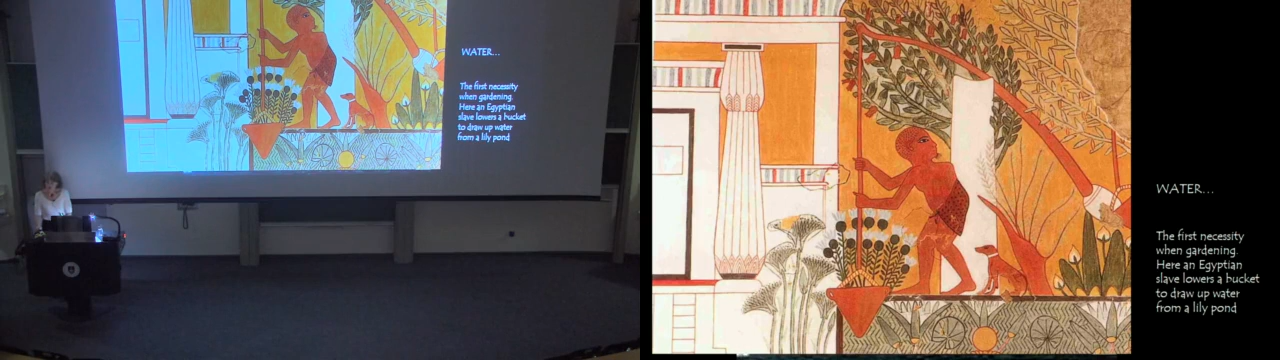 WATER...
The first necessity
when gardening.
Here an Egyptian
slave lowers a bucket
to draw up water
from a lily pond
WATER...
The first necessity
when gardening.
Here an Egyptian
slave lowers a bucket
to draw up water
from a lily pond